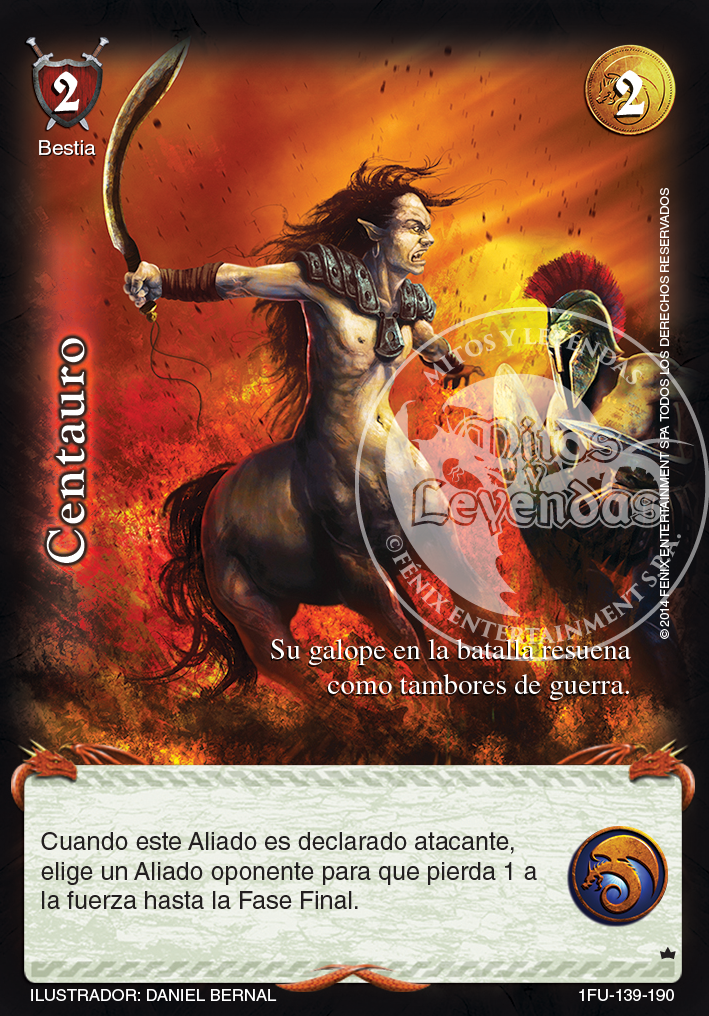 2
2
Bestia
Centauro
MITOS Y LEYENDAS
Mitos
y
Leyendas
© FÉNIX ENTERTAINMENT S.P.A.
© 2014 FENIX ENTERTAINMENT SPA TODOS LOS DERECHOS RESERVADOS
Su galope en la batalla resuena
como tambores de guerra.
Cuando este Aliado es declarado atacante,
elige un Aliado oponente para que pierda 1 a
la fuerza hasta la Fase Final.
ILUSTRADOR: DANIEL BERNAL
1FU-139-190